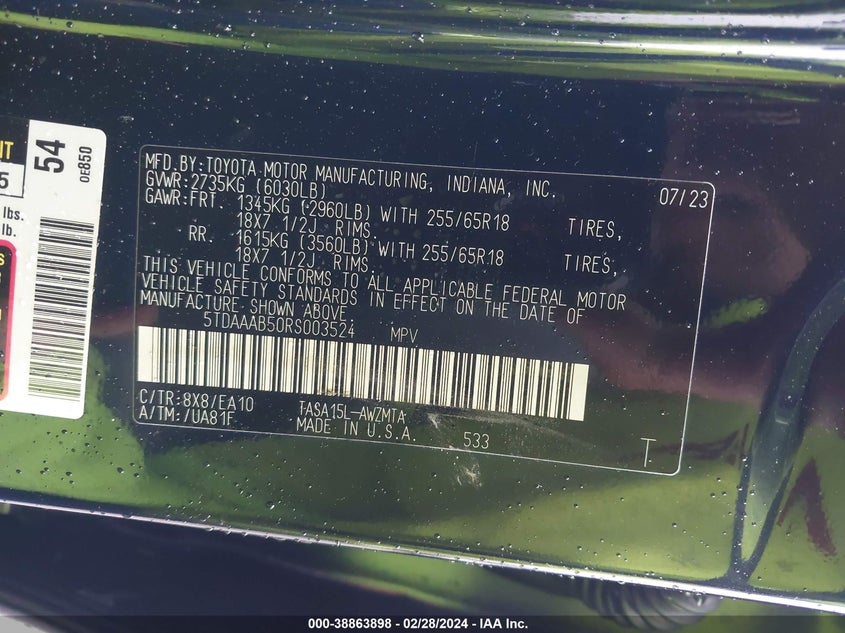 IT
5
lbs.
lb.
S
54
0E850
MFD.BY:TOYOTA MOTOR MANUFACTURING, INDIANA, INC. 07/23
GVWR:2735KG (6030LB)
GAWR:FRT. 1345KG (2960LB) WITH 255/65R18 TIRES,
18X7 1/2J RIMS.
RR. 1615KG (3560LB) WITH 255/65R18 TIRES,
18X7 1/2J RIMS.
THIS VEHICLE CONFORMS TO ALL APPLICABLE FEDERAL MOTOR
VEHICLE SAFETY STANDARDS IN EFFECT ON THE DATE OF
MANUFACTURE SHOWN ABOVE.
5TDAAAB50RS003524 MPV
C/TR:8X8/EA10 TASA15L-AWZMTA
A/TM:/UA81F MADE IN U.S.A. 533 T
000-38863898 - 02/28/2024 - IAA Inc.